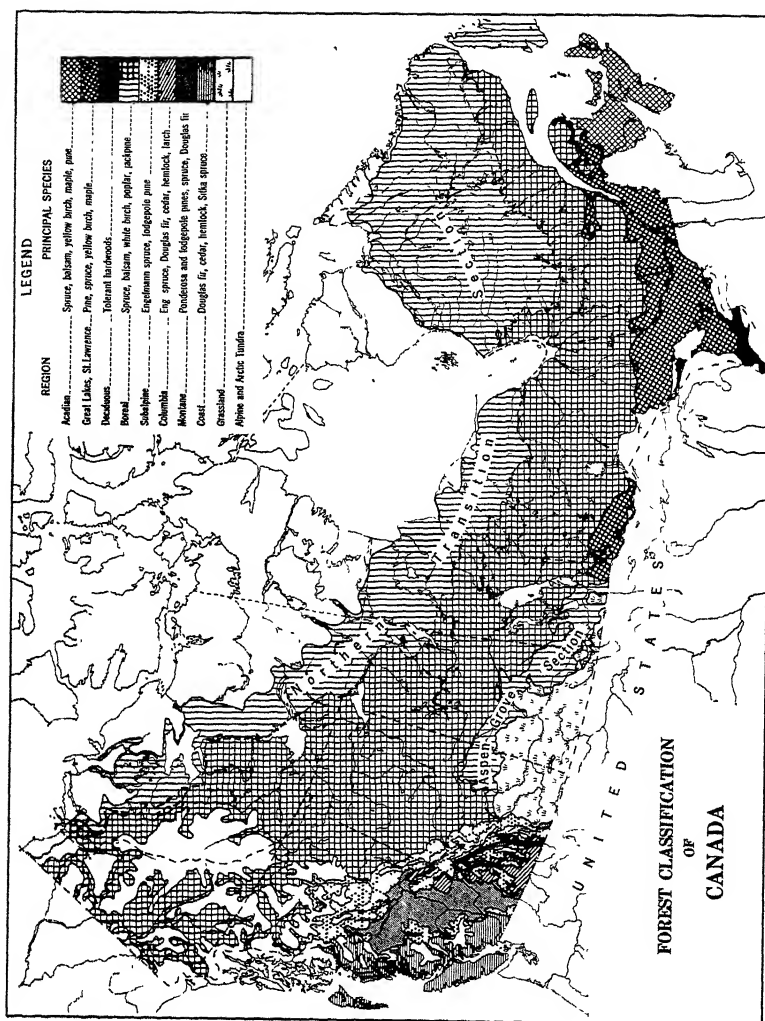 LEGEND
REGION PRINCIPAL SPECIES
Acadian Spruce, balsam, yellow birch, maple, pine
Great Lakes, St. Lawrence Pine, spruce, yellow birch, maple
Deciduous Tolerant hardwoods
Boreal Spruce, balsam, white birch, poplar, jackpine
Subalpine Engelmann spruce, lodgepole pine
Columbia Eng spruce, Douglas fir, cedar, hemlock, larch
Montane Ponderosa and lodgepole pines, spruce, Douglas fir
Coast Douglas fir, cedar, hemlock, Sitka spruce
Grassland
Alpine and Arctic Tundra
Northern Transition Section
Aspen-Grove Section
UNITED STATES
FOREST CLASSIFICATION
OF
CANADA